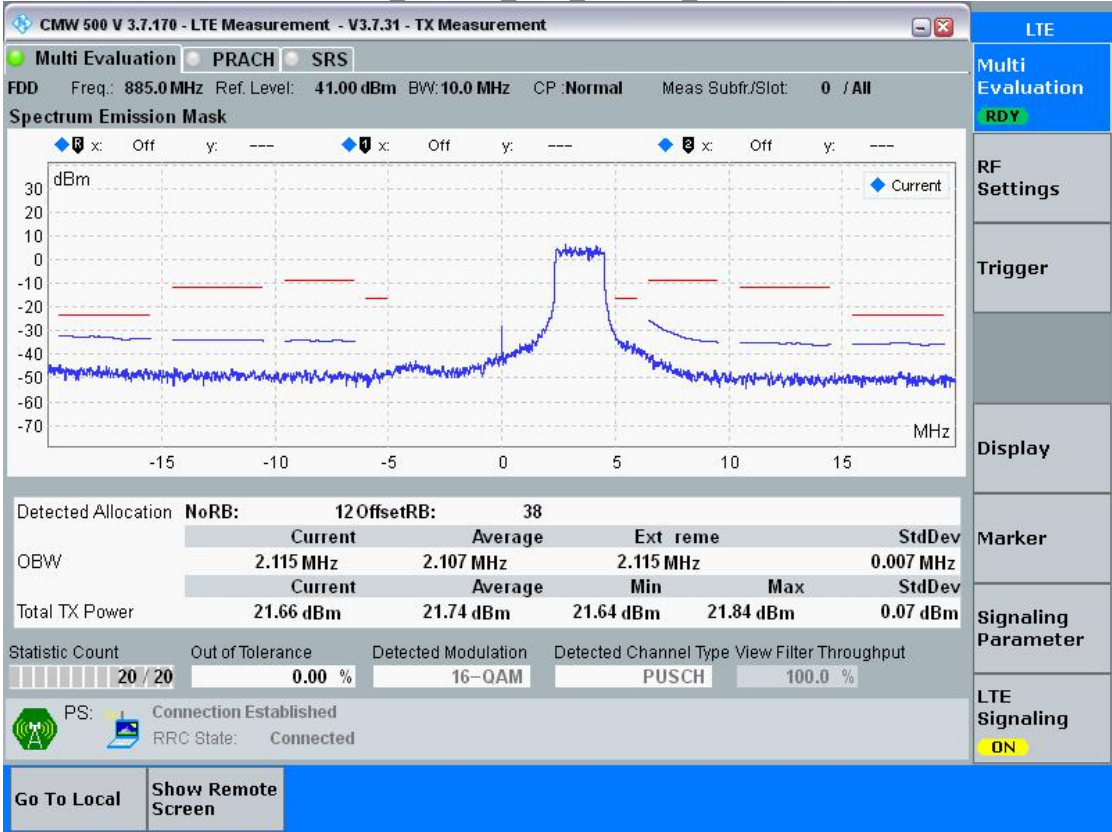 CMW 500 V 3.7.170 - LTE Measurement - V3.7.31 - TX Measurement
LTE
Multi Evaluation PRACH SRS
Multi Evaluation
RDY
FDD Freq.: 885.0 MHz Ref. Level: 41.00 dBm BW: 10.0 MHz CP :Normal Meas Subfr./Slot: 0 / All
Spectrum Emission Mask
R x: Off y: --- 1 x: Off y: --- 2 x: Off y: ---
dBm
Current
30
20
10
0
-10
-20
-30
-40
-50
-60
-70
MHz
-15 -10 -5 0 5 10 15
RF Settings
Trigger
Display
Marker
Signaling Parameter
LTE Signaling
ON
Detected Allocation NoRB: 12 OffsetRB: 38
Current Average Ext reme StdDev
OBW 2.115 MHz 2.107 MHz 2.115 MHz 0.007 MHz
Current Average Min Max StdDev
Total TX Power 21.66 dBm 21.74 dBm 21.64 dBm 21.84 dBm 0.07 dBm
Statistic Count Out of Tolerance Detected Modulation Detected Channel Type View Filter Throughput
20 / 20 0.00 % 16-QAM PUSCH 100.0 %
PS: Connection Established
RRC State: Connected
Go To Local
Show Remote Screen